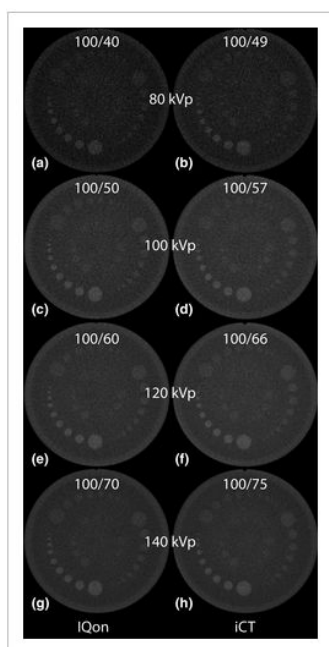 100/40 100/49
80 kVp
(a) (b)
100/50 100/57
100 kVp
(c) (d)
100/60 100/66
120 kVp
(e) (f)
100/70 100/75
140 kVp
(g) (h)
IQon iCT